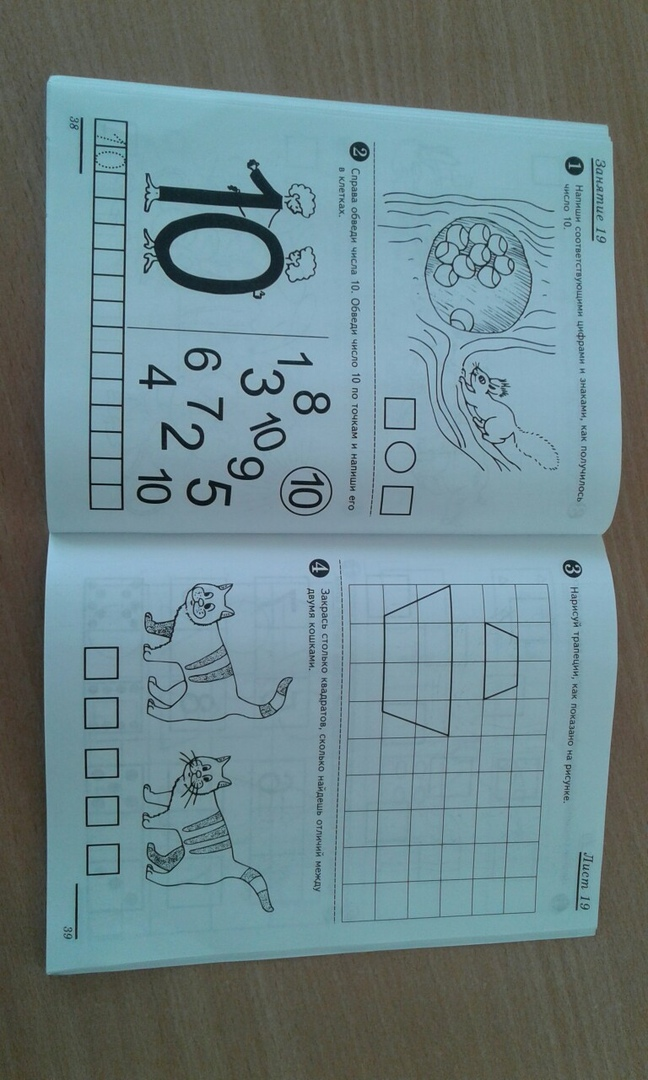 Занятие 19
1 Напиши соответствующими цифрами и знаками, как получилось
число 10.
2 Справа обведи числа 10. Обведи число 10 по точкам и напиши его
в клетках.
10
1 8
3 10 10
6 7 9
4 2 5
10
10
38
Лист 19
3 Нарисуй трапеции, как показано на рисунке.
4 Закрась столько квадратов, сколько найдешь отличий между
двумя кошками.
39